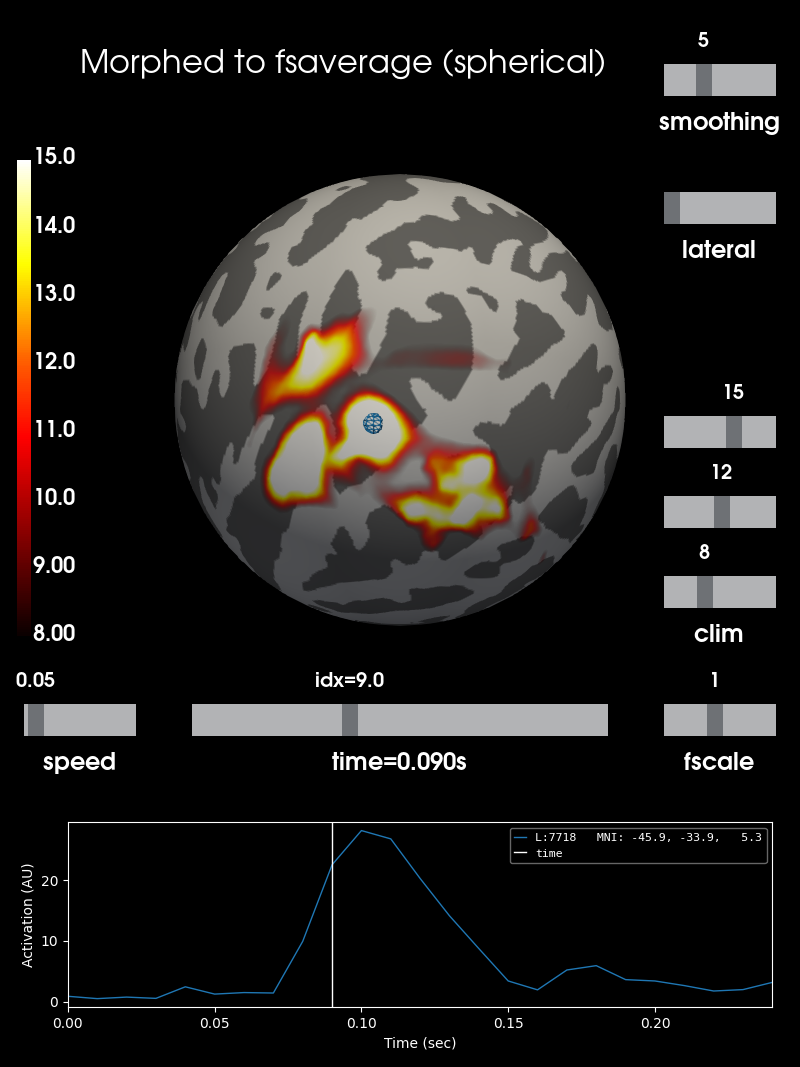 Morphed to fsaverage (spherical)
5
smoothing
lateral
15.0
14.0
13.0
12.0
11.0
10.0
9.00
8.00
15
12
8
clim
0.05
speed
idx=9.0
time=0.090s
1
fscale
L:7718 MNI: -45.9, -33.9, 5.3
time
Activation (AU)
20
10
0
0.00 0.05 0.10 0.15 0.20
Time (sec)